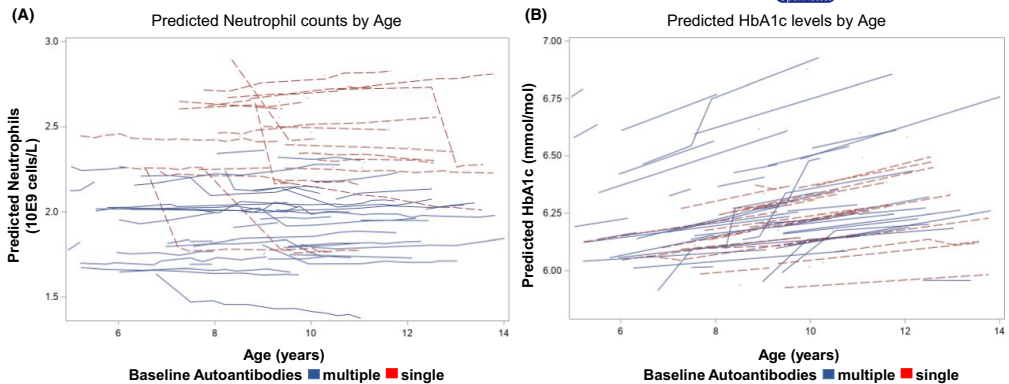 (A)
Predicted Neutrophil counts by Age
3.0
2.5
2.0
1.5
Predicted Neutrophils
(10E9 cells/L)
6 8 10 12 14
Age (years)
Baseline Autoantibodies multiple single
(B)
Predicted HbA1c levels by Age
7.00
6.75
6.50
6.25
6.00
Predicted HbA1c (mmol/mol)
6 8 10 12 14
Age (years)
Baseline Autoantibodies multiple single